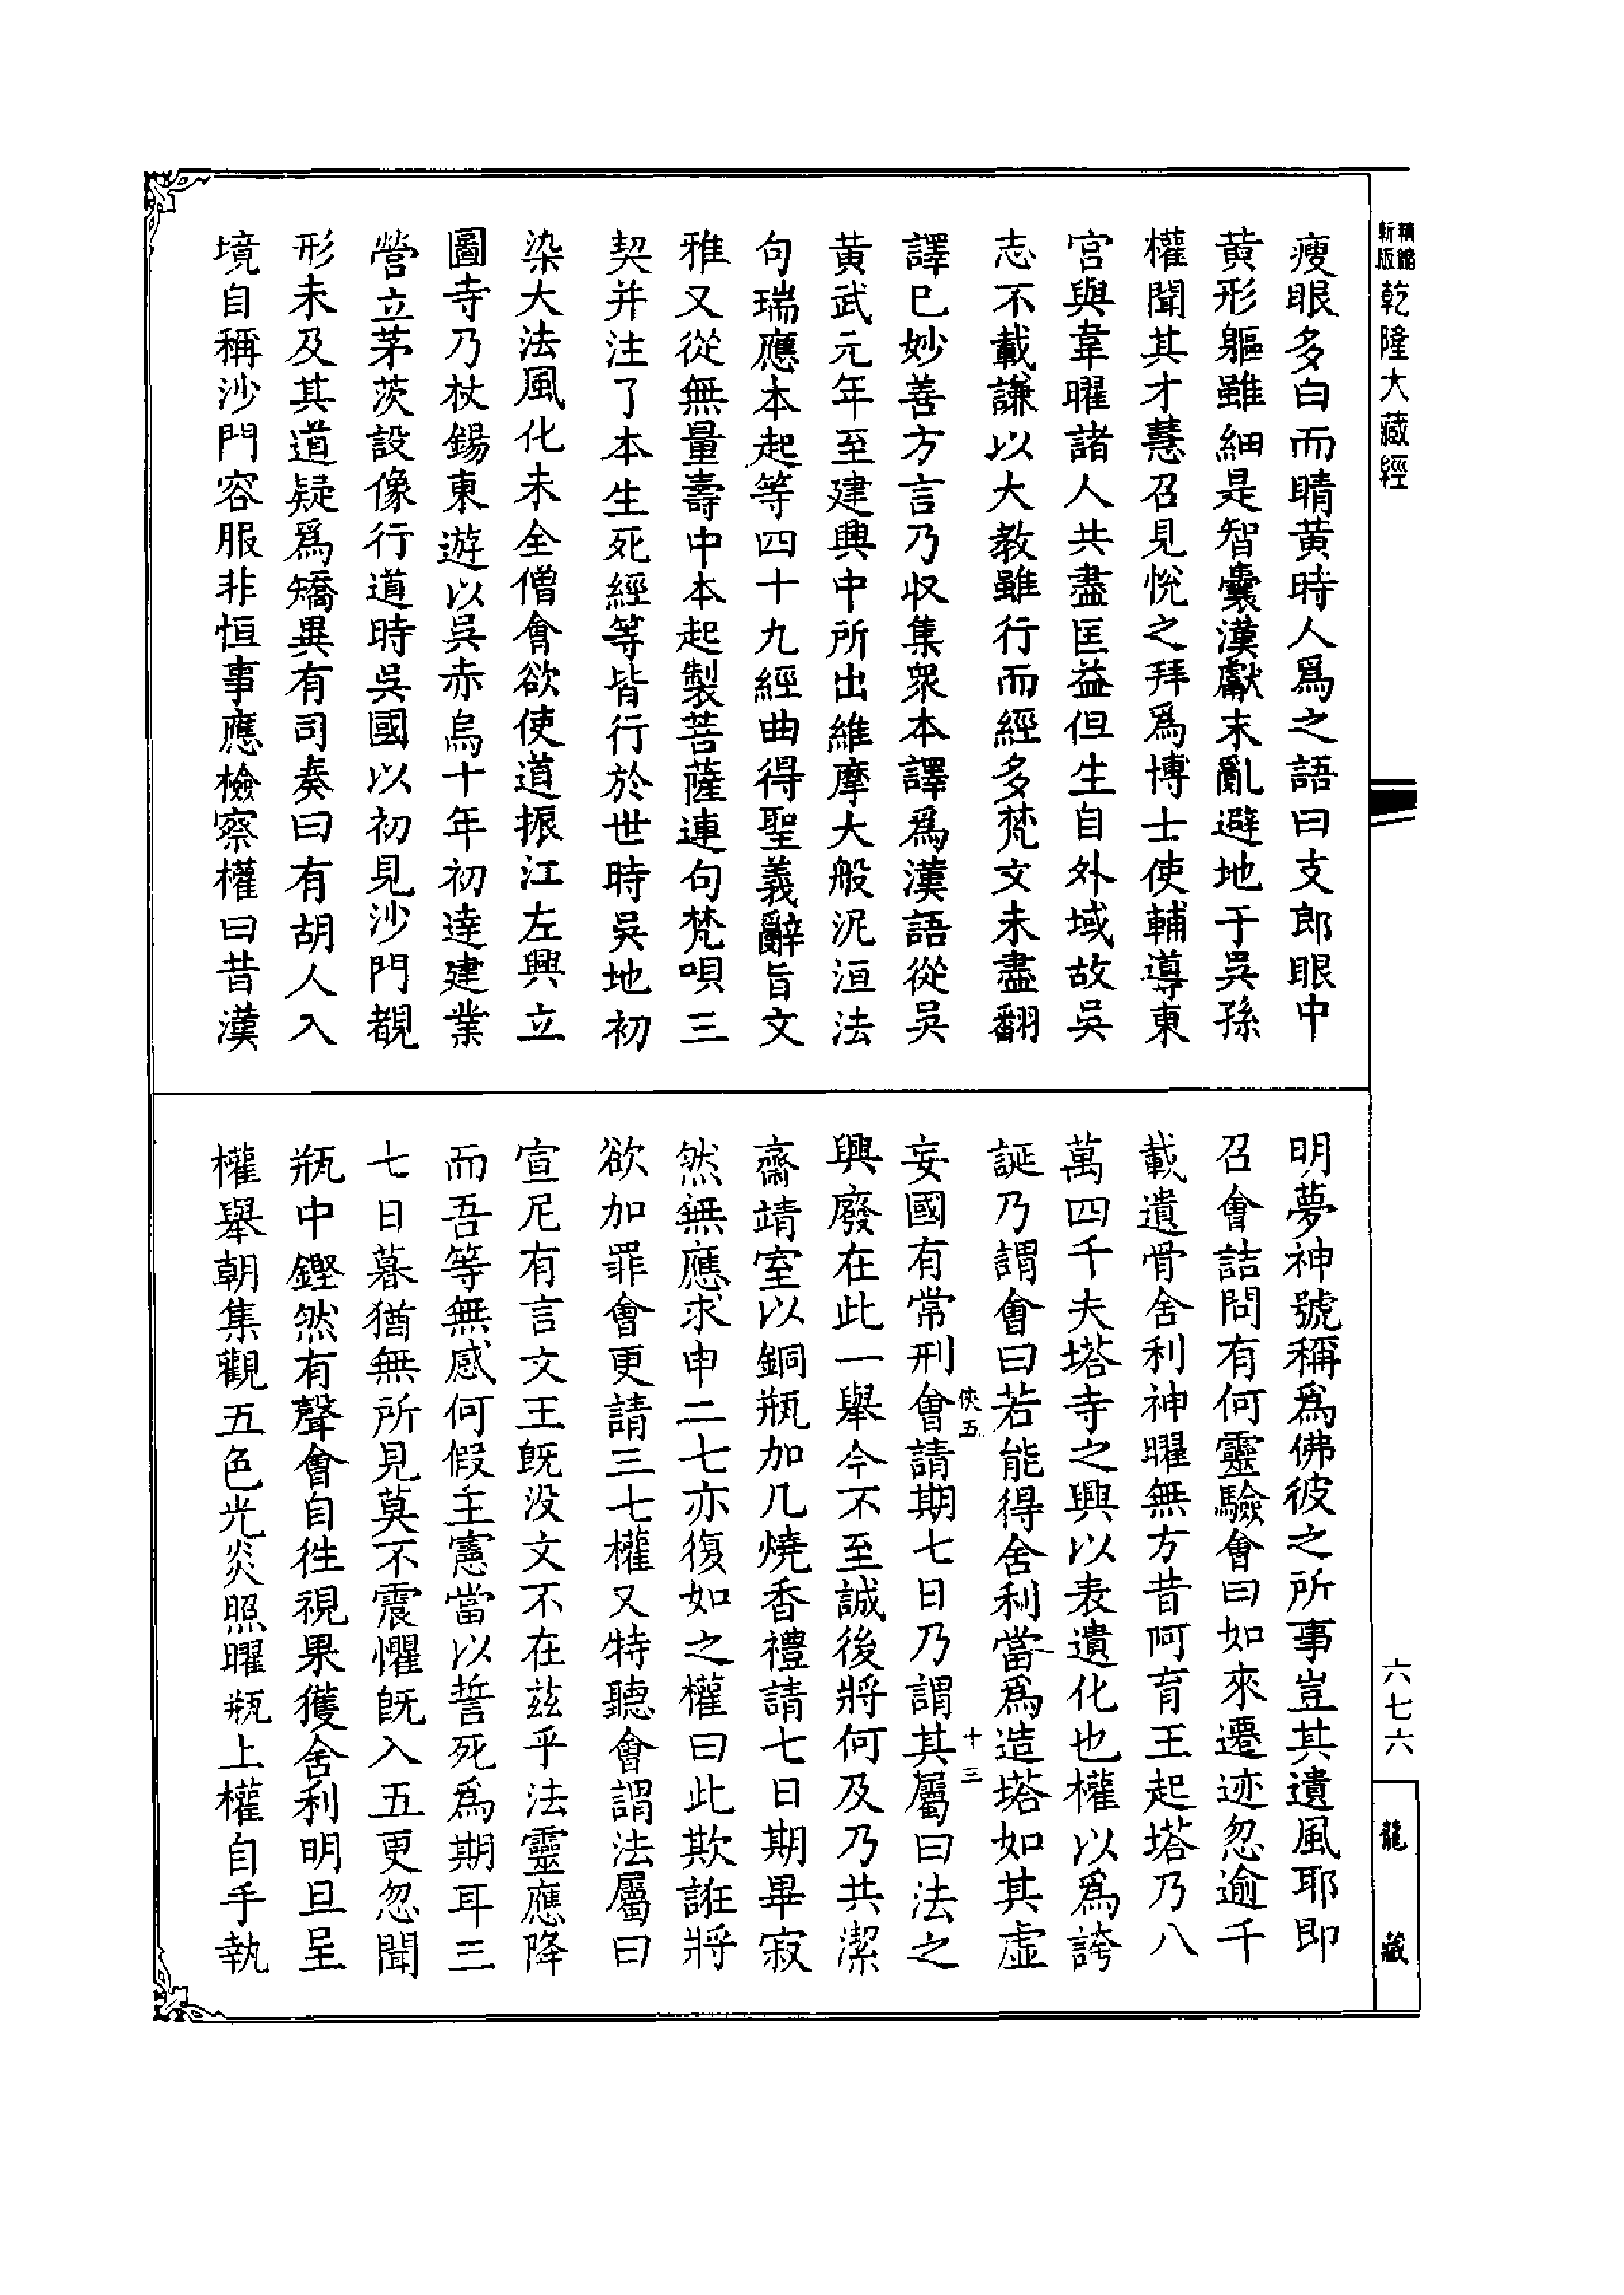 精縮新版乾隆大藏經
瘦眼多白而睛黃時人爲之語曰支郎眼中
黃形軀雖細是智囊漢獻末亂避地于吳孫
權聞其才慧召見悅之拜爲博士使輔導東
宮與韋曜諸人共盡匡益但生自外域故吳
志不載謙以大教雖行而經多梵文未盡翻
譯巳妙善方言乃收集衆本譯爲漢語從吳
黃武元年至建興中所出維摩大般泥洹法
句瑞應本起等四十九經曲得聖義辭旨文
雅又從無量壽中本起製菩薩連句梵唄三
契并注了本生死經等皆行於世時吳地初
染大法風化未全僧會欲使道振江左興立
圖寺乃杖錫東遊以吳赤烏十年初達建業
營立茅茨設像行道時吳國以初見沙門覩
形未及其道疑爲矯異有司奏曰有胡人入
境自稱沙門容服非恒事應檢察權曰昔漢
明夢神號稱爲佛彼之所事豈其遺風耶即
召會詰問有何靈驗會曰如來遷迹忽逾千
載遺骨舍利神曜無方昔阿育王起塔乃八
萬四千夫塔寺之興以表遺化也權以爲誇
誕乃謂會曰若能得舍利當爲造塔如其虛
俠五 十三
妄國有常刑會請期七日乃謂其屬曰法之
興廢在此一舉今不至誠後將何及乃共潔
齋靖室以銅瓶加几燒香禮請七日期畢寂
然無應求申二七亦復如之權曰此欺誑將
欲加罪會更請三七權又特聽會謂法屬曰
宣尼有言文王旣没文不在茲乎法靈應降
而吾等無感何假王憲當以誓死爲期耳三
七日暮猶無所見莫不震懼旣入五更忽聞
瓶中鏗然有聲會自徃視果獲舍利明旦呈
權舉朝集觀五色光炎照曜瓶上權自手執
六七六
龍藏